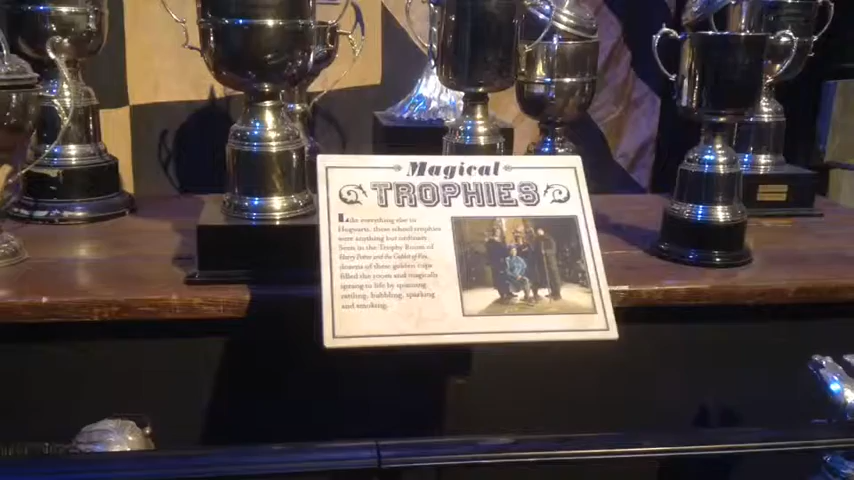 Magical
TROPHIES
Like everything else in
Hogwarts, these school trophies
were anything but ordinary.
Seen in the Trophy Room of
Harry Potter and the Goblet of Fire,
dozens of these golden cups
filled the room and magically
sprang to life by spinning,
rattling, bubbling, spurting
and smoking.